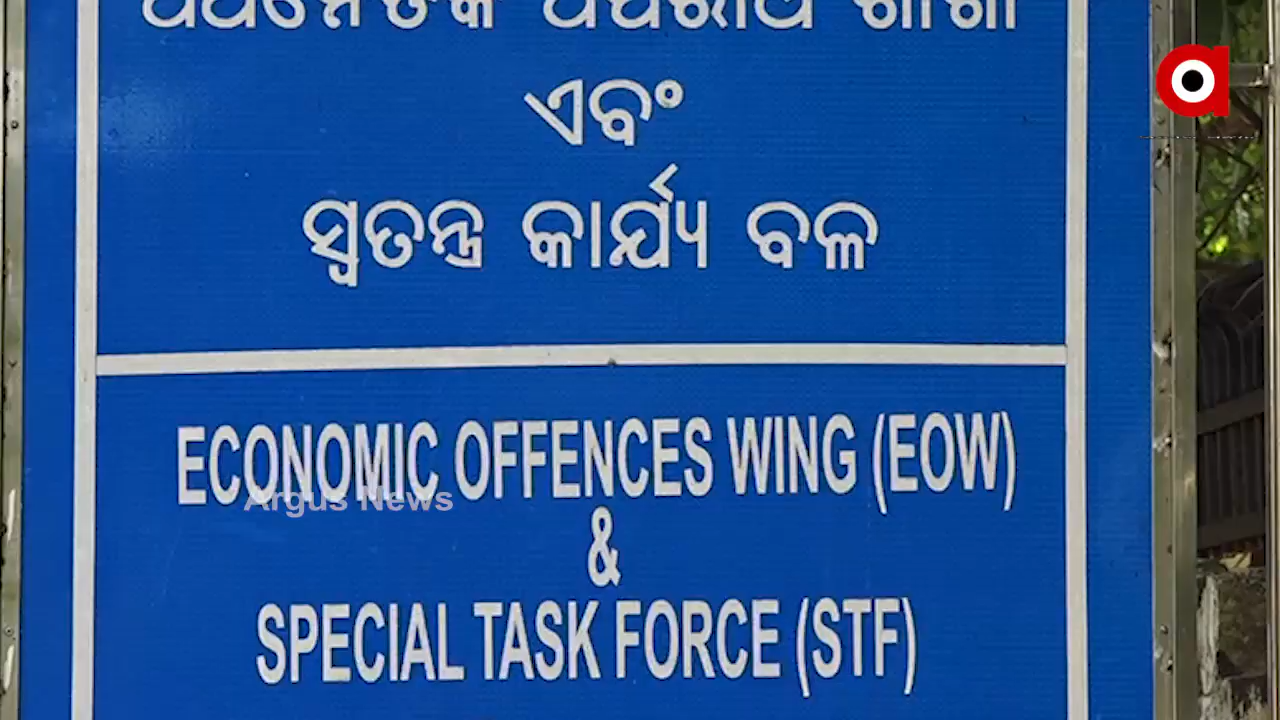 ଏବଂ
ସ୍ୱତନ୍ତ୍ର କାର୍ଯ୍ୟ ବଳ
ECONOMIC OFFENCES WING (EOW)
&
SPECIAL TASK FORCE (STF)
Argus News